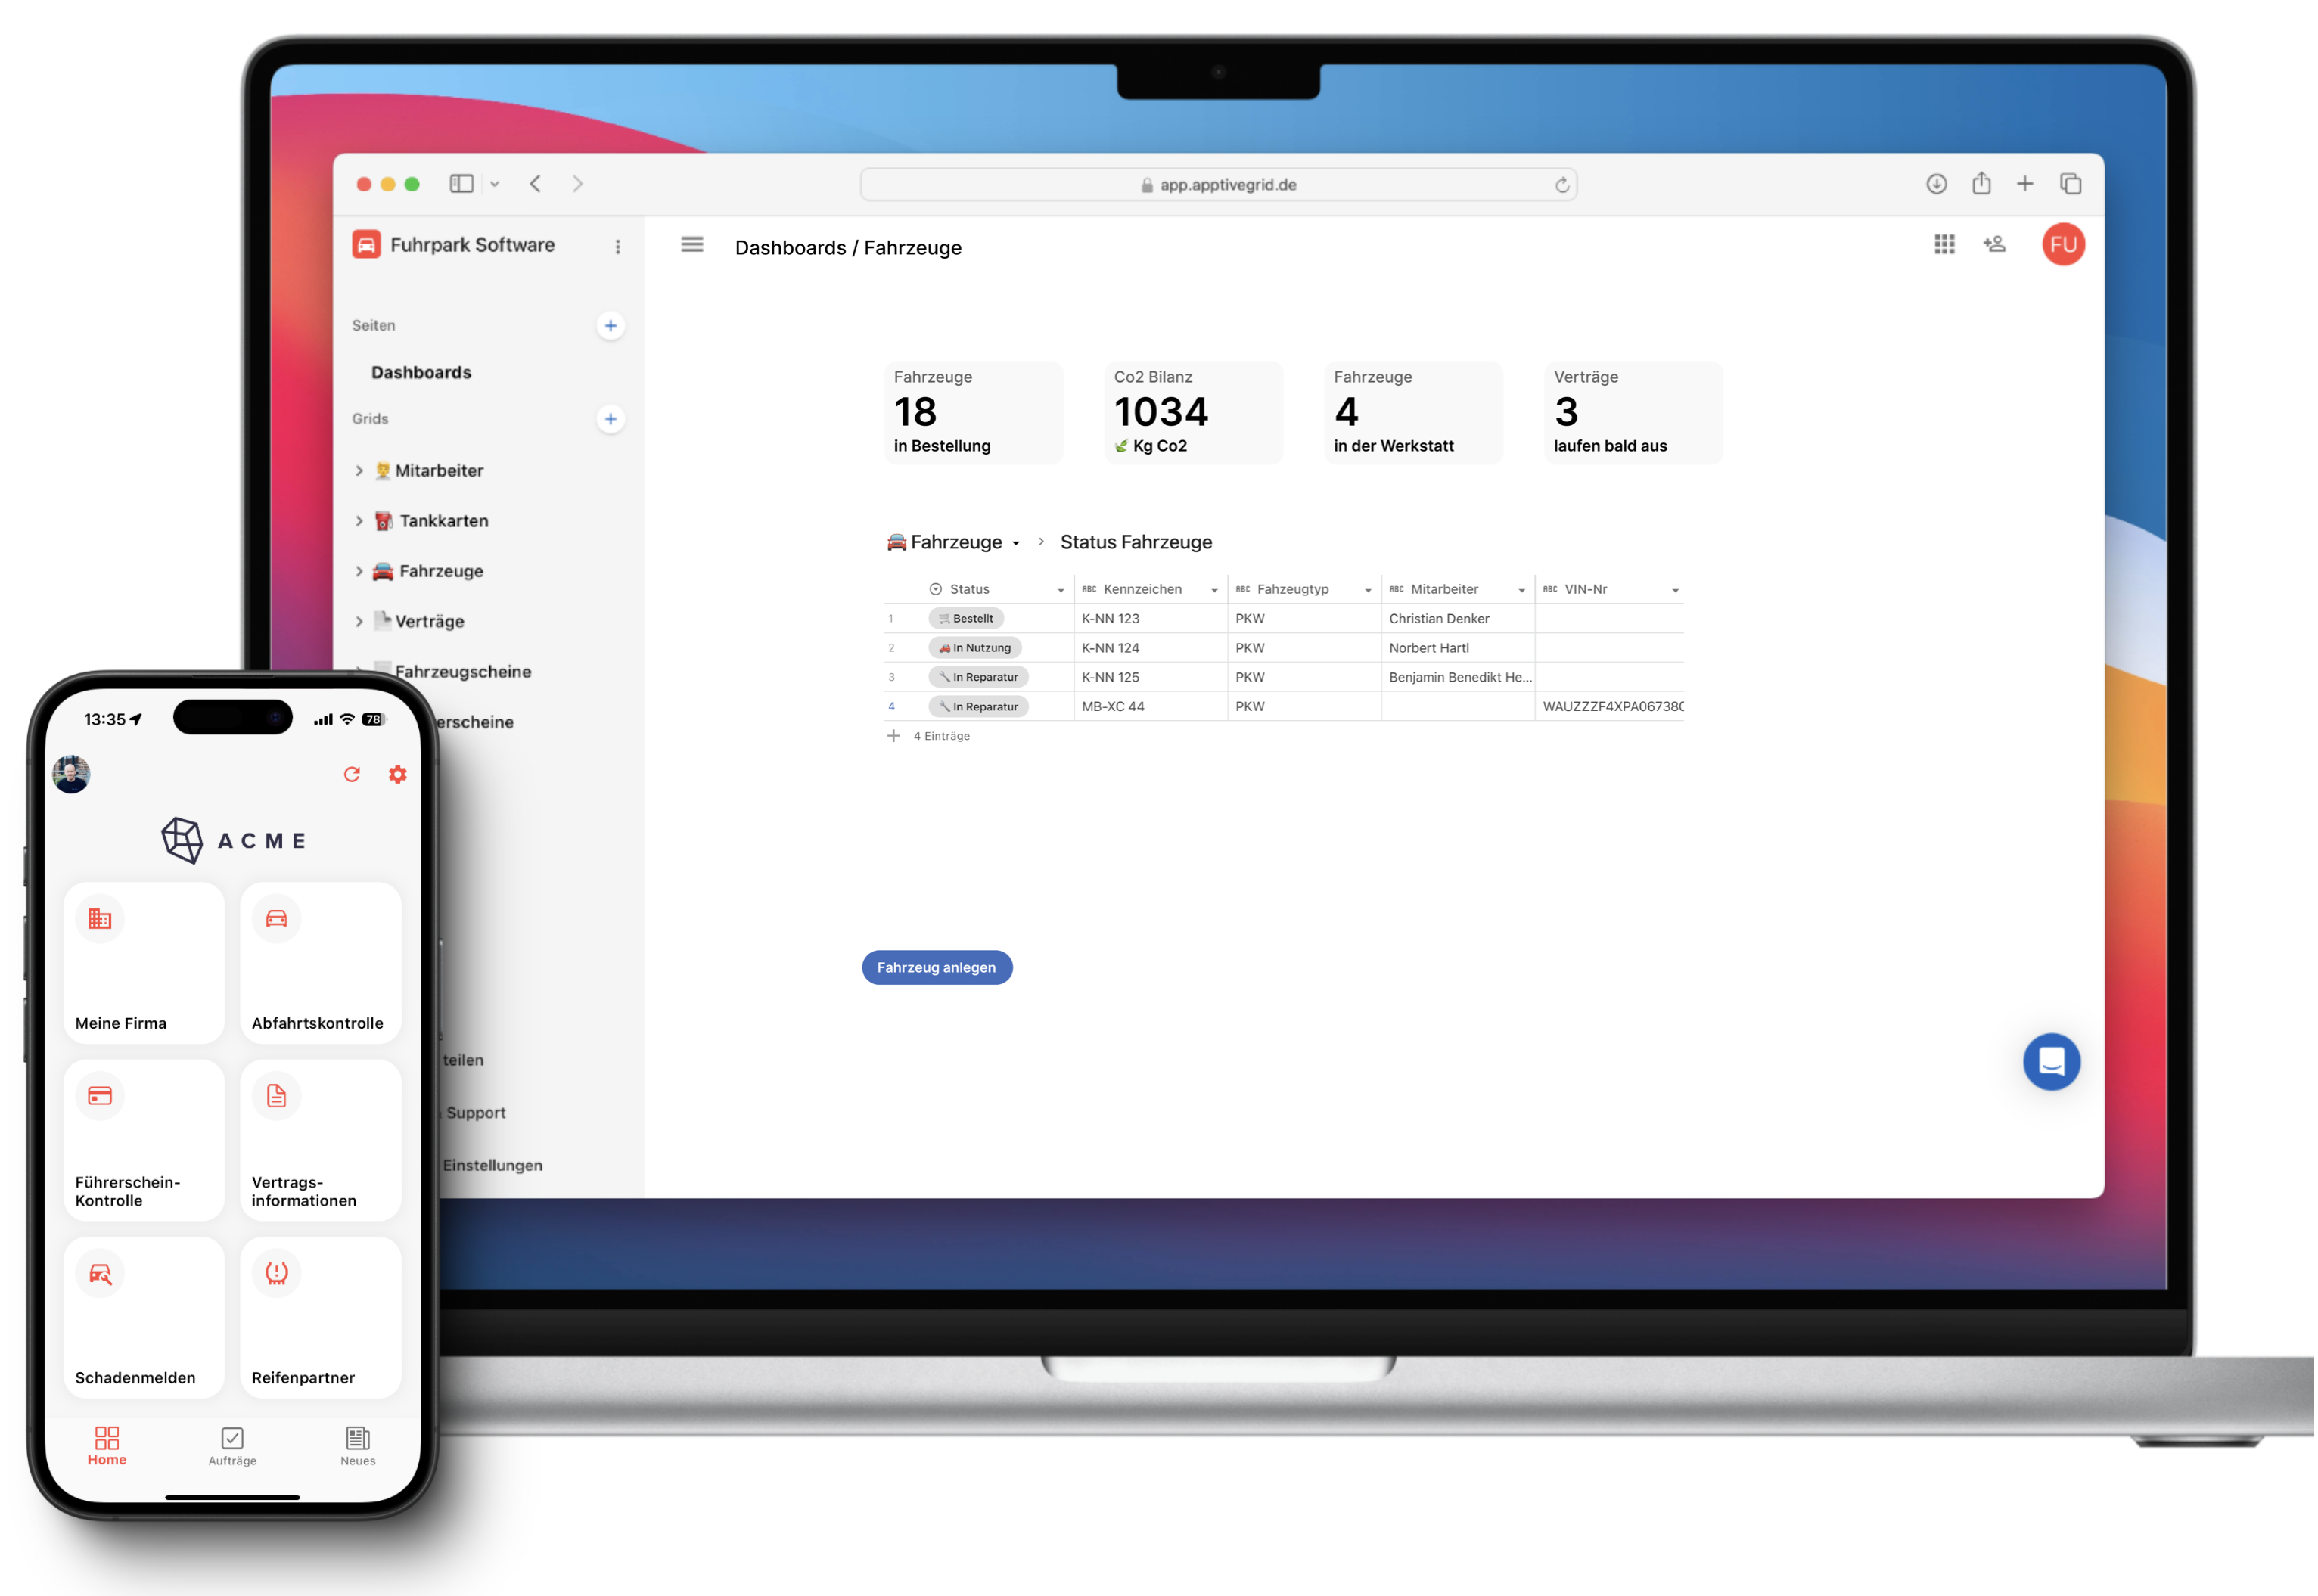 app.apptivegrid.de
Fuhrpark Software
Dashboards / Fahrzeuge
FU
Seiten
Dashboards
Grids
Mitarbeiter
Tankkarten
Fahrzeuge
Verträge
Fahrzeugscheine
erscheine
teilen
Support
Einstellungen
Fahrzeuge
18
in Bestellung
Co2 Bilanz
1034
Kg Co2
Fahrzeuge
4
in der Werkstatt
Verträge
3
laufen bald aus
Fahrzeuge > Status Fahrzeuge
Status ABC Kennzeichen ABC Fahzeugtyp ABC Mitarbeiter ABC VIN-Nr
1 Bestellt K-NN 123 PKW Christian Denker
2 In Nutzung K-NN 124 PKW Norbert Hartl
3 In Reparatur K-NN 125 PKW Benjamin Benedikt He...
4 In Reparatur MB-XC 44 PKW WAUZZZF4XPA06738
4 Einträge
Fahrzeug anlegen
13:35
78
ACME
Meine Firma
Abfahrtskontrolle
Führerschein-
Kontrolle
Vertrags-
informationen
Schadenmelden
Reifenpartner
Home
Aufträge
Neues